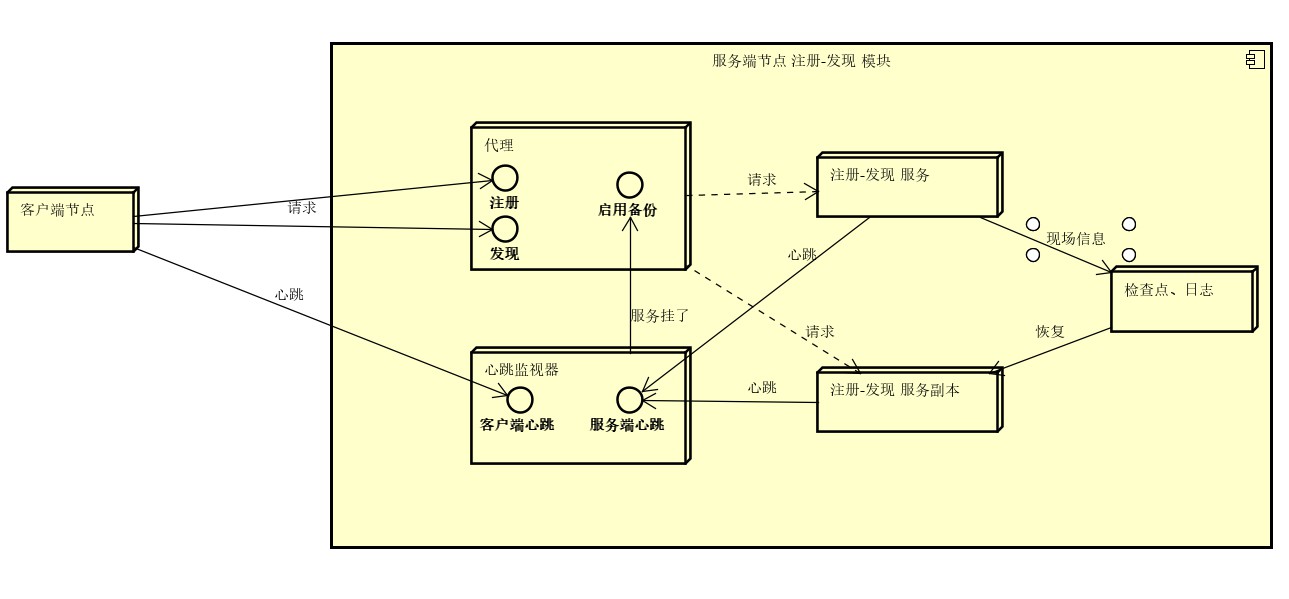 服务端节点 注册-发现 模块
代理
注册
启用备份
发现
请求
注册-发现 服务
客户端节点
请求
现场信息
心跳
心跳
检查点、日志
服务挂了
请求
恢复
心跳监视器
客户端心跳
服务端心跳
心跳
注册-发现 服务副本